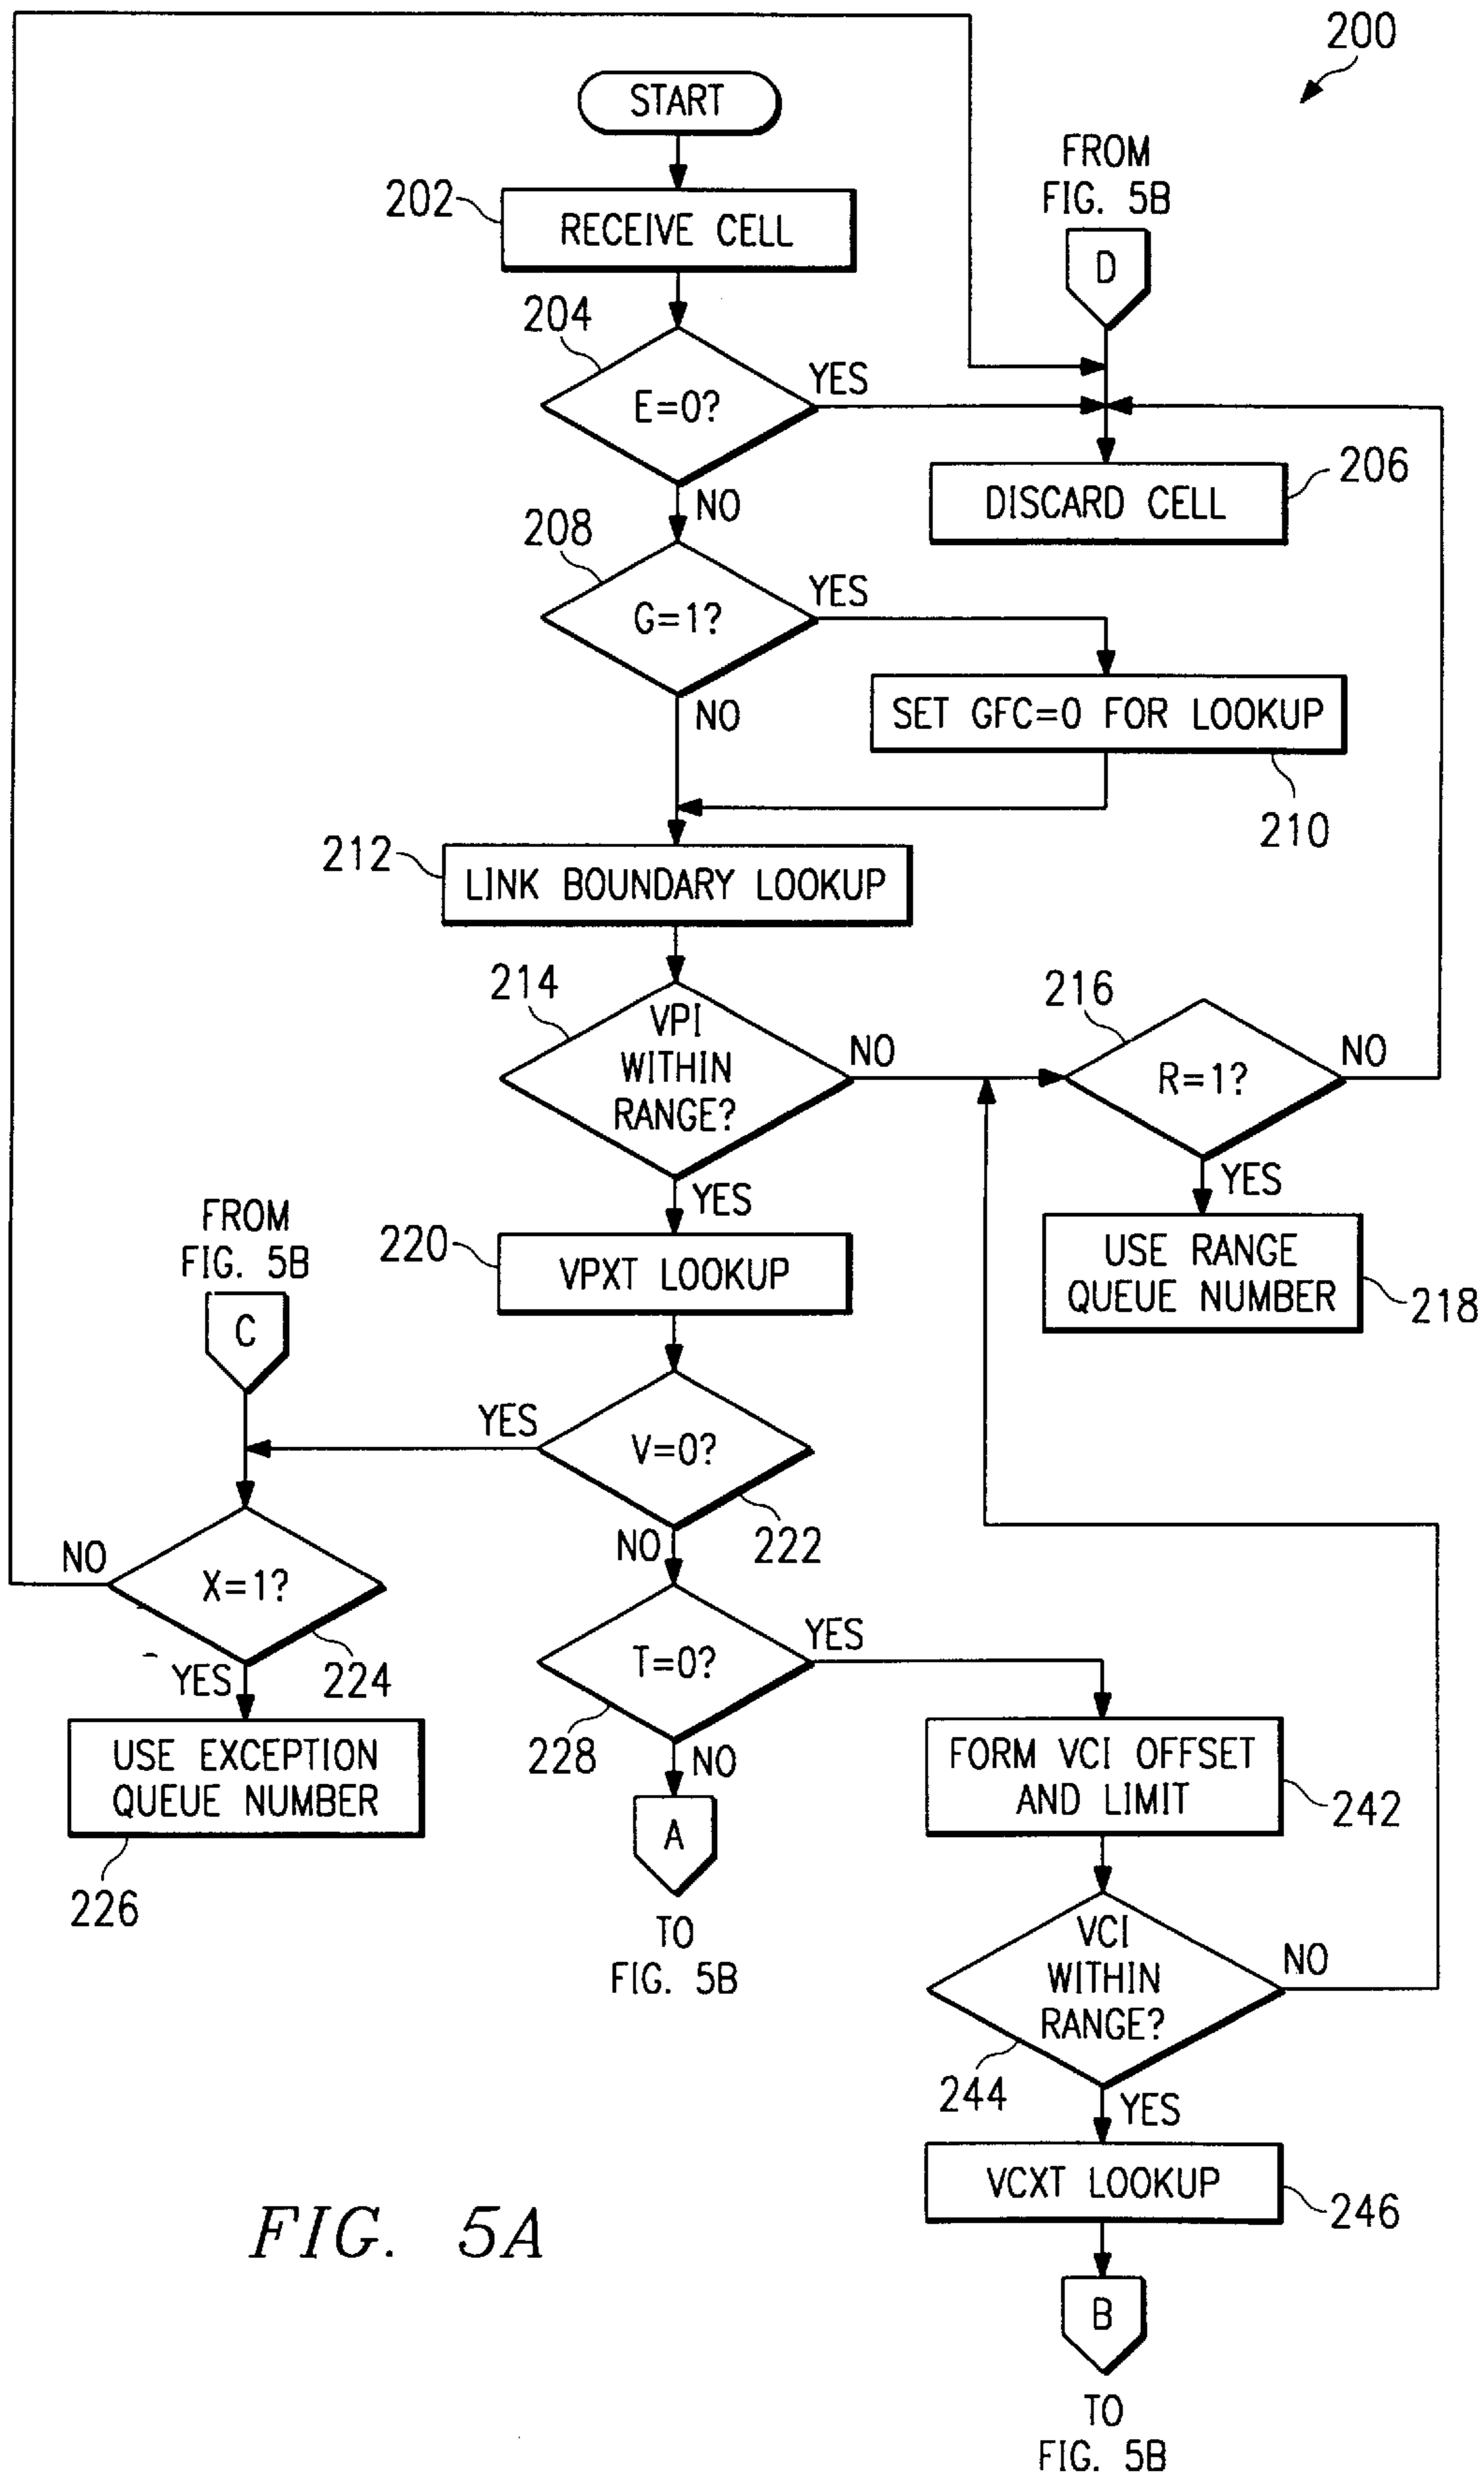 200
START
FROM
FIG. 5B
D
202
RECEIVE CELL
204
E=0?
YES
NO
206
DISCARD CELL
208
G=1?
YES
NO
SET GFC=0 FOR LOOKUP
210
212
LINK BOUNDARY LOOKUP
214
VPI
WITHIN
RANGE?
NO
YES
216
R=1?
NO
YES
USE RANGE
QUEUE NUMBER
218
FROM
FIG. 5B
C
220
VPXT LOOKUP
YES
V=0?
222
NO
NO
X=1?
224
YES
USE EXCEPTION
QUEUE NUMBER
226
T=0?
YES
228
NO
A
TO
FIG. 5B
FORM VCI OFFSET
AND LIMIT
242
VCI
WITHIN
RANGE?
NO
244
YES
VCXT LOOKUP
246
B
TO
FIG. 5B
FIG. 5A